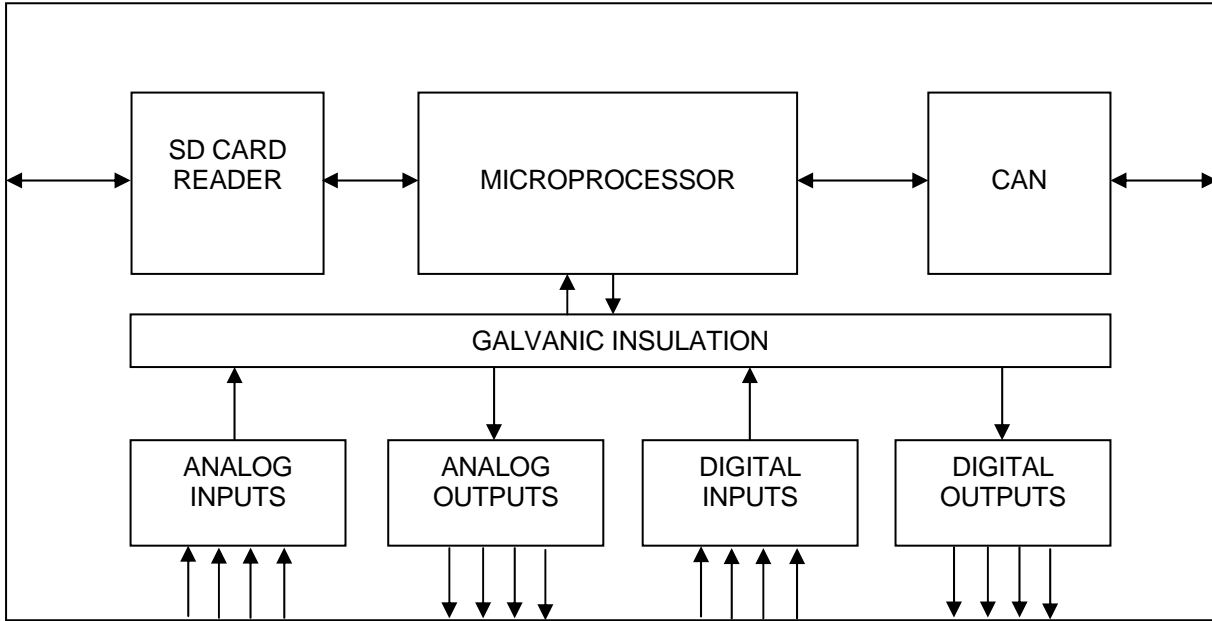 SD CARD
READER
MICROPROCESSOR
CAN
GALVANIC INSULATION
ANALOG
INPUTS
ANALOG
OUTPUTS
DIGITAL
INPUTS
DIGITAL
OUTPUTS